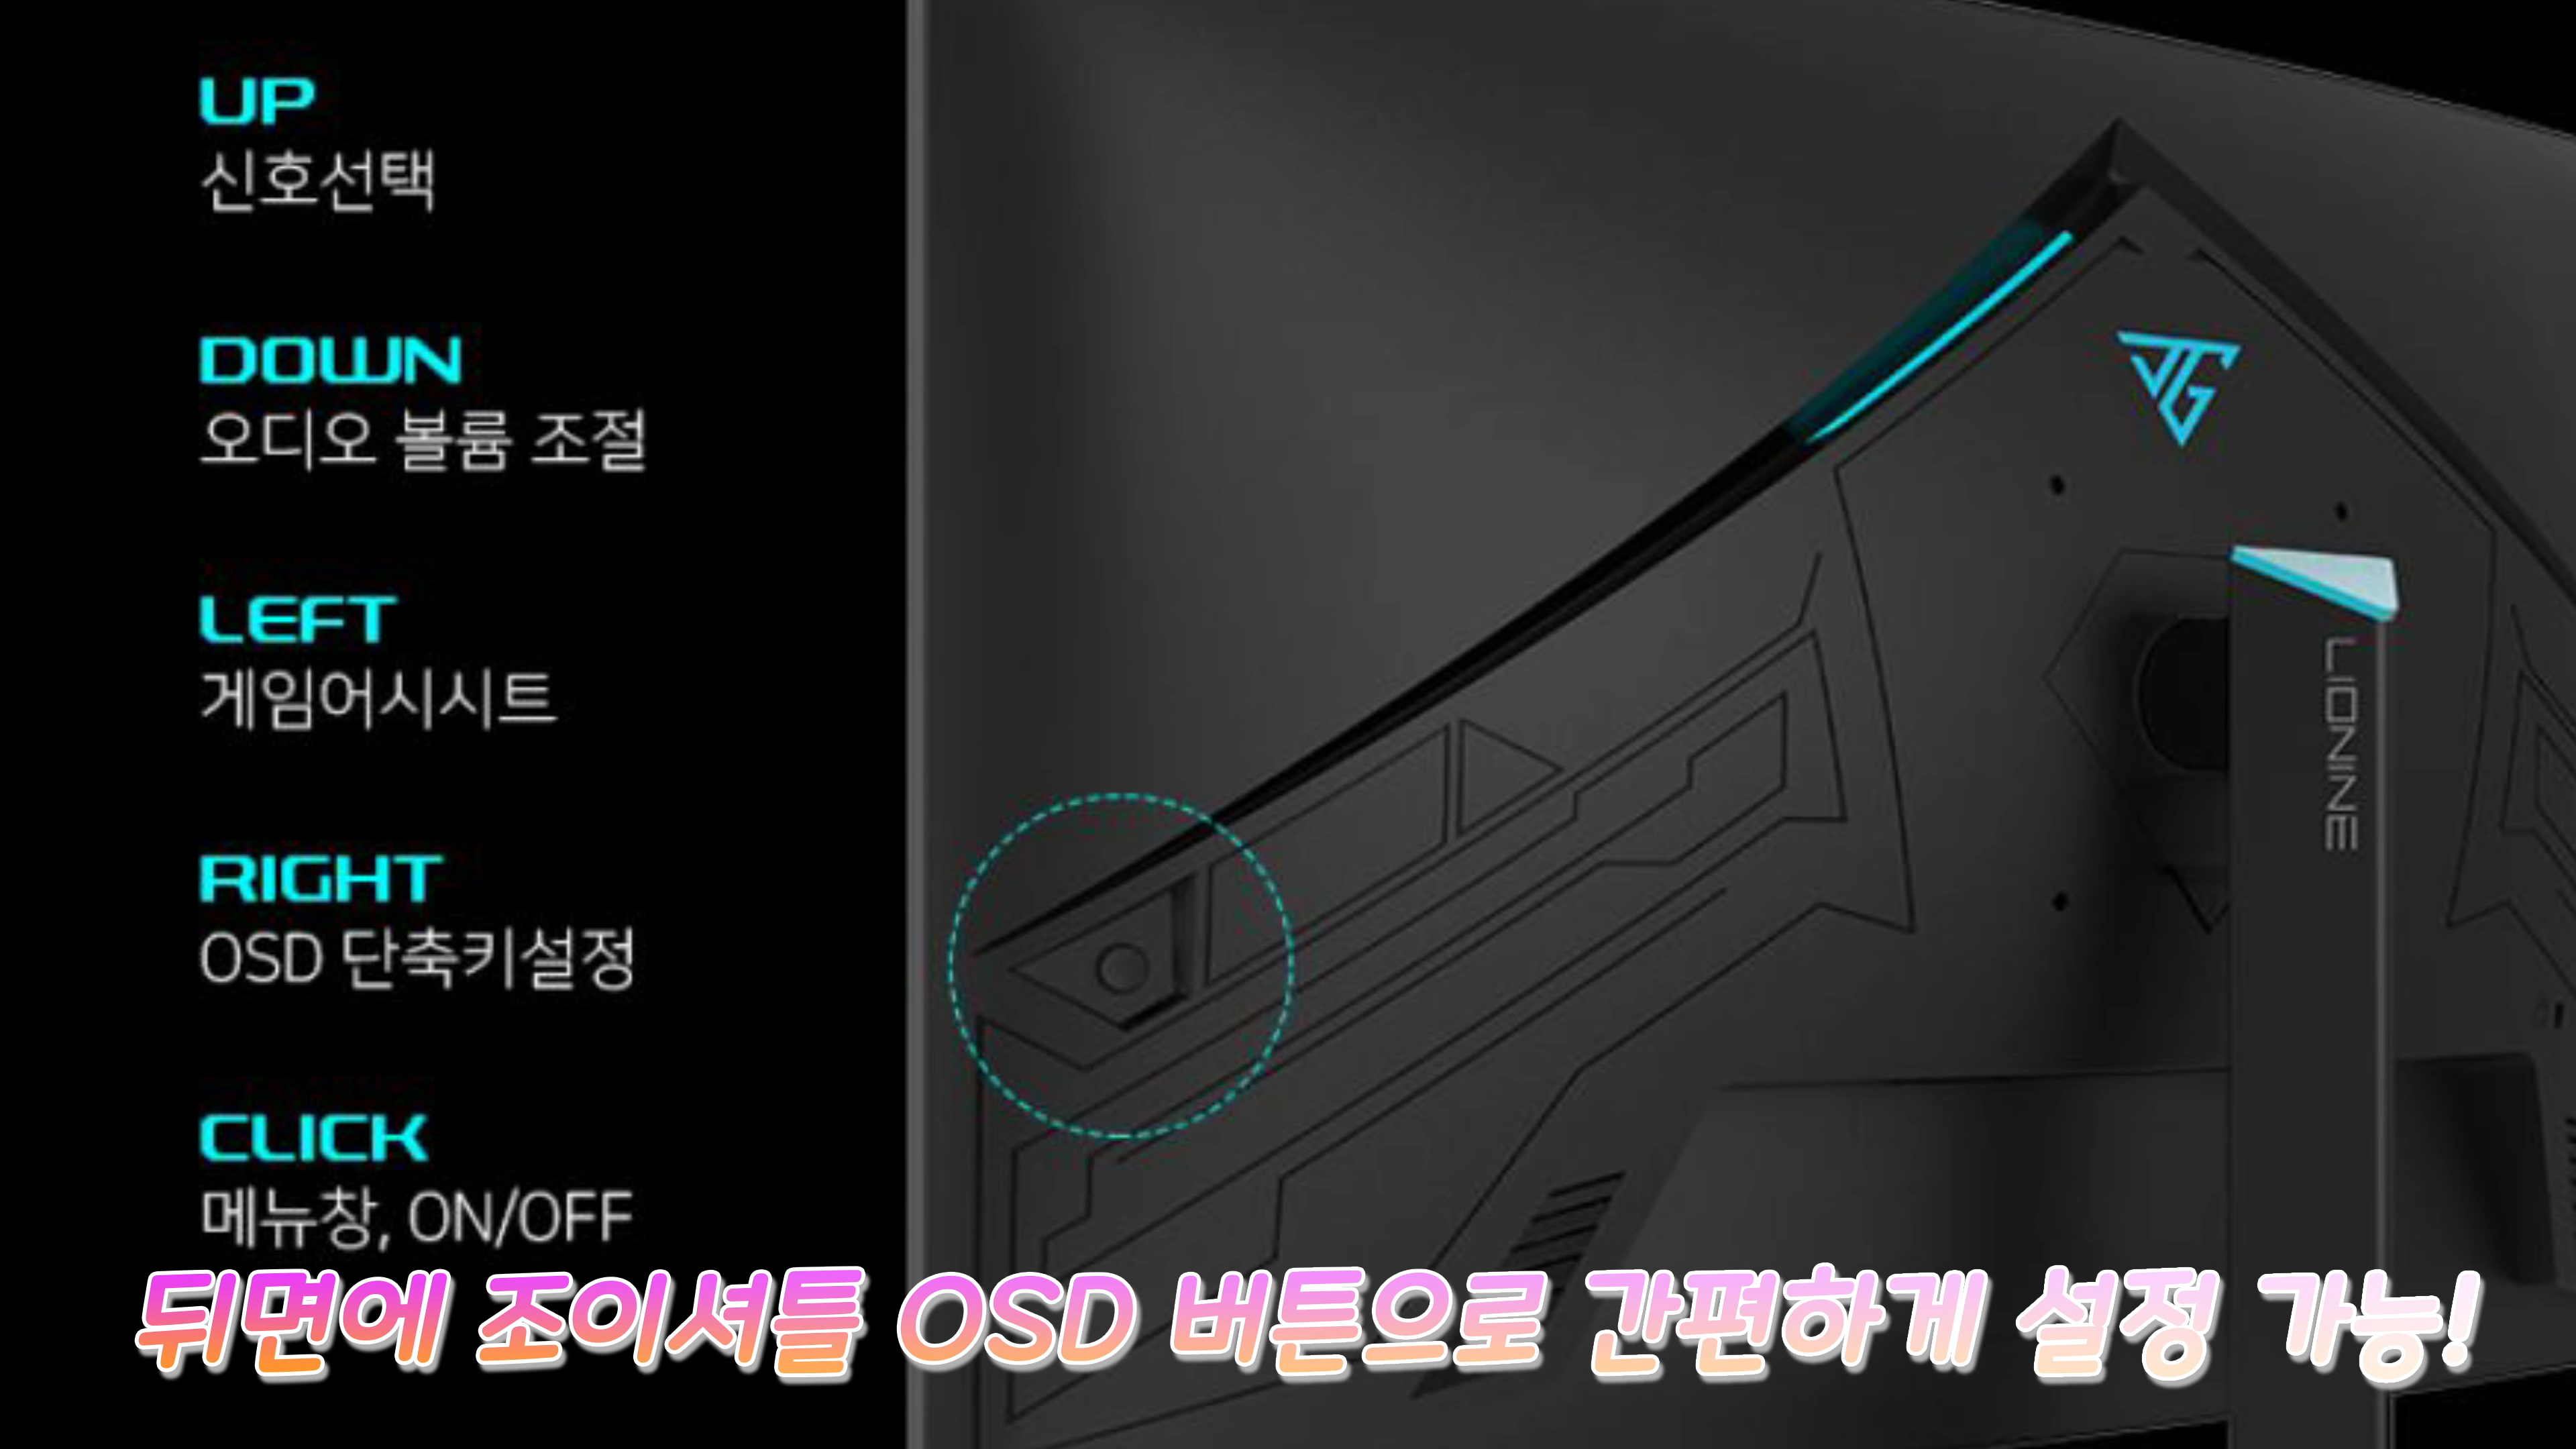 UP
신호선택
DOWN
오디오 볼륨 조절
LEFT
게임어시시트
RIGHT
OSD 단축키설정
CLICK
메뉴창, ON/OFF
LIONINE
뒤면에 조이셔틀 OSD 버튼으로 간편하게 설정 가능!